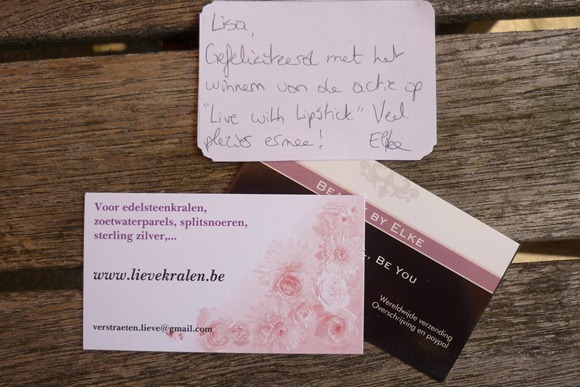 Lisa,
Gefeliciteerd met het
winnen van de actie op
"Live with Lipstick" Veel
plezier ermee! Elke
By Elke
, Be You
Wereldwijde verzending
Overschrijving en paypal
Voor edelsteenkralen,
zoetwaterparels, splitsnoeren,
sterling zilver,...
www.lievekralen.be
verstraeten.lieve@gmail.com